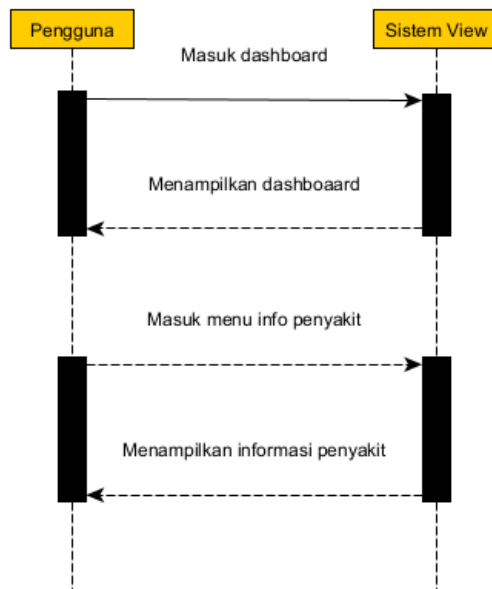 Pengguna
Sistem View
Masuk dashboard
Menampilkan dashboaard
Masuk menu info penyakit
Menampilkan informasi penyakit